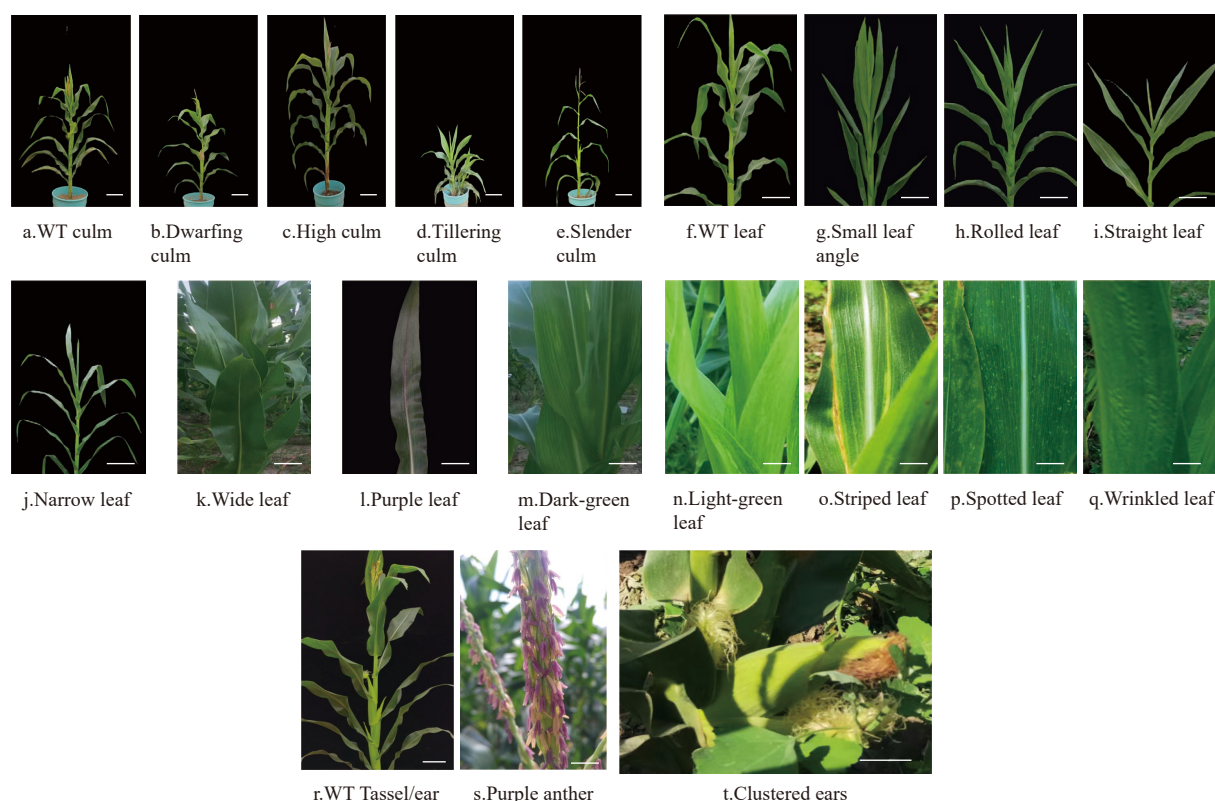 a.WT culm
b.Dwarfing
culm
c.High culm
d.Tillering
culm
e.Slender
culm
f.WT leaf
g.Small leaf
angle
h.Rolled leaf
i.Straight leaf
j.Narrow leaf
k.Wide leaf
l.Purple leaf
m.Dark-green
leaf
n.Light-green
leaf
o.Striped leaf
p.Spotted leaf
q.Wrinkled leaf
r.WT Tassel/ear
s.Purple anther
t.Clustered ears